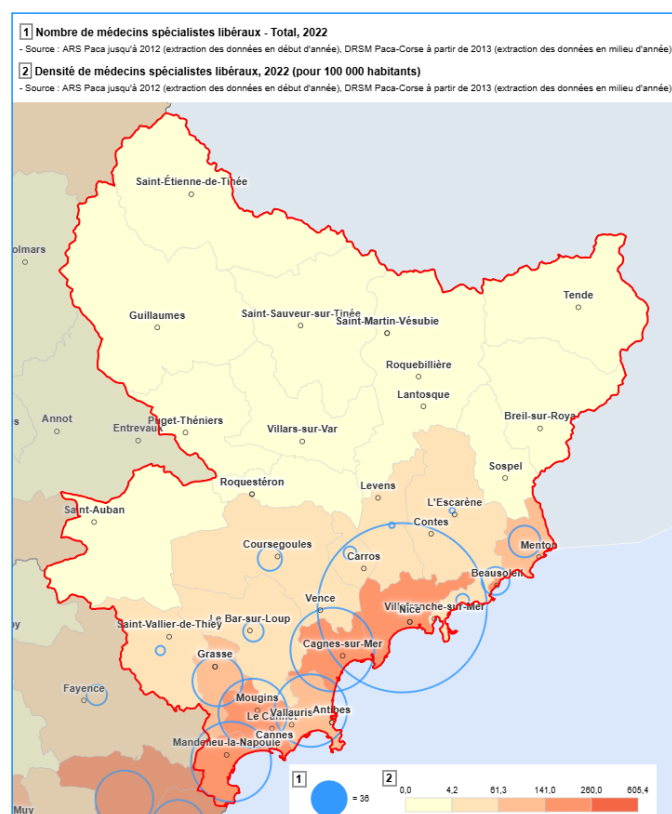 1 Nombre de médecins spécialistes libéraux - Total, 2022
- Source : ARS Paca jusqu'à 2012 (extraction des données en début d'année), DRSM Paca-Corse à partir de 2013 (extraction des données en milieu d'année)
2 Densité de médecins spécialistes libéraux, 2022 (pour 100 000 habitants)
- Source : ARS Paca jusqu'à 2012 (extraction des données en début d'année), DRSM Paca-Corse à partir de 2013 (extraction des données en milieu d'année)
Saint-Étienne-de-Tinée
olmars
Tende
Guillaumes
Saint-Sauveur-sur-Tinée
Saint-Martin-Vésubie
Roquebillière
Lantosque
Annot
Entrevaux
Puget-Théniers
Villars-sur-Var
Breil-sur-Roya
Sospel
Roquestéron
Levens
Saint-Auban
L'Escarène
Contes
Coursegoules
Carros
Menton
Beausoleil
Vence
Villefranche-sur-Mer
Nice
Saint-Vallier-de-Thiey
Le Bar-sur-Loup
Cagnes-sur-Mer
Grasse
Fayence
Mougins
Vallauris
Antibes
Le Cannet
Cannes
Mandelieu-la-Napoule
Muy
1
= 36
2
0,0 4,2 61,3 141,0 260,0 605,4